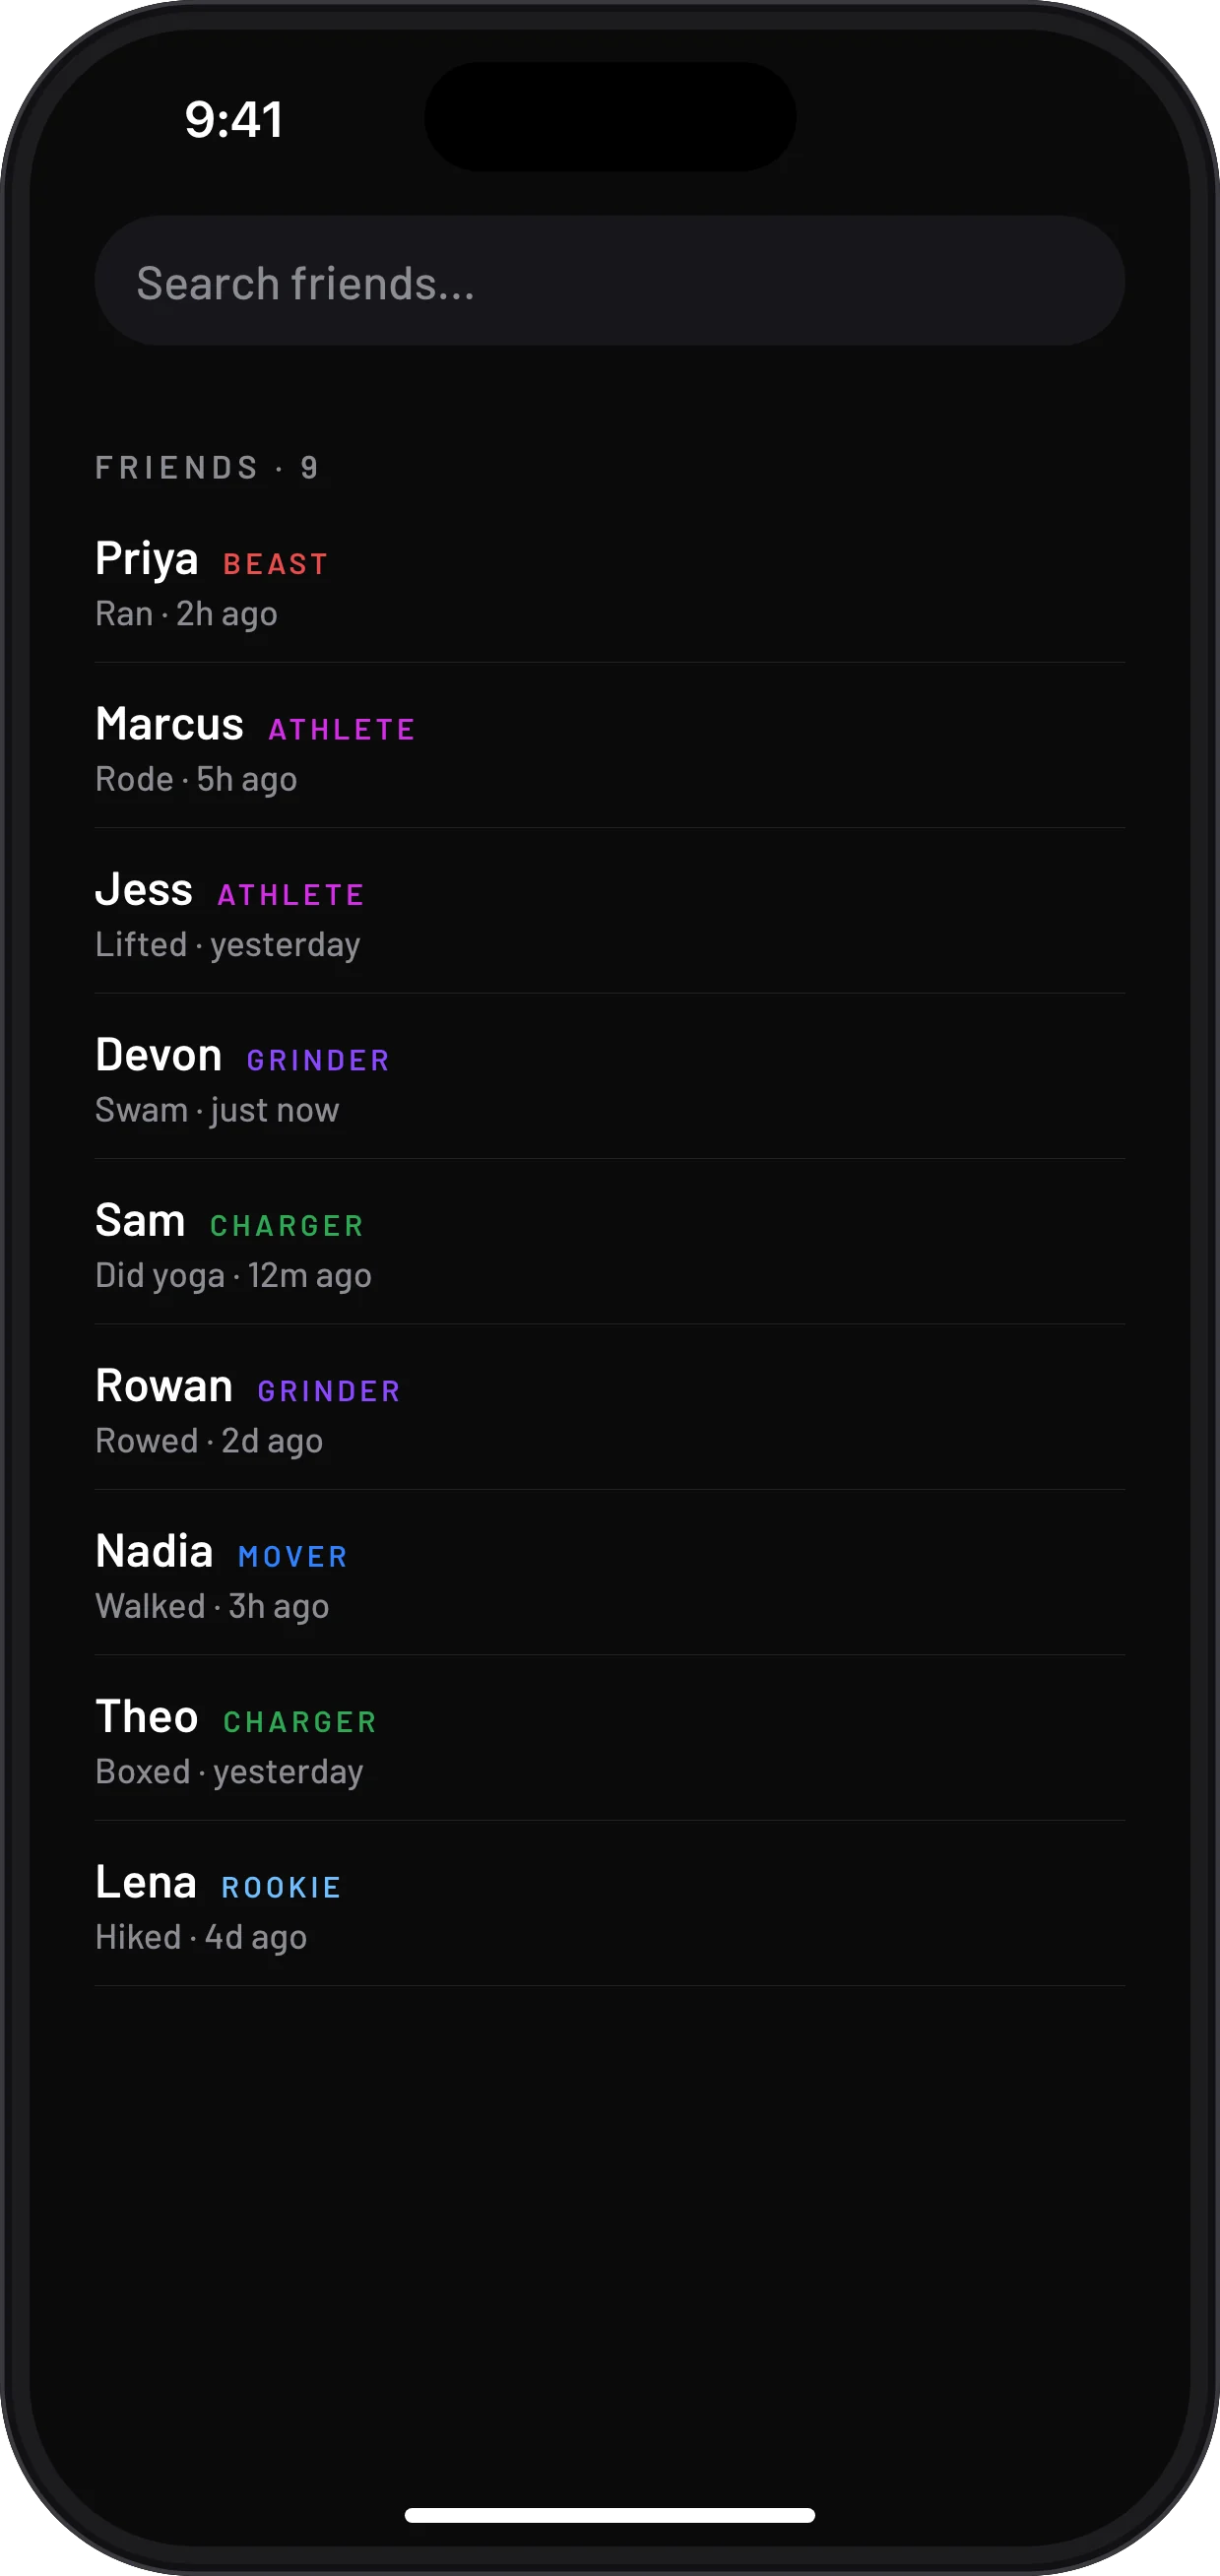 9:41
Search friends...
FRIENDS · 9
Priya BEAST
Ran · 2h ago
Marcus ATHLETE
Rode · 5h ago
Jess ATHLETE
Lifted · yesterday
Devon GRINDER
Swam · just now
Sam CHARGER
Did yoga · 12m ago
Rowan GRINDER
Rowed · 2d ago
Nadia MOVER
Walked · 3h ago
Theo CHARGER
Boxed · yesterday
Lena ROOKIE
Hiked · 4d ago